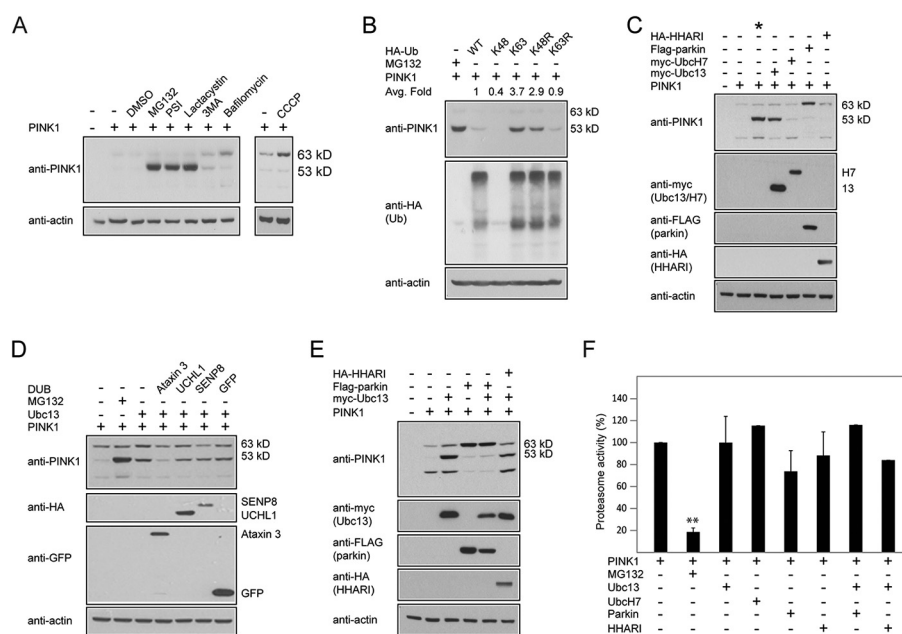 A
DMSO
MG132
PSI
Lactacystin
3MA
Bafilomycin
CCCP
PINK1 - + + + + + + + - +
anti-PINK1
63 kD
53 kD
anti-actin
B
HA-Ub - WT K48 K63 K48R K63R
MG132 + - - - - -
PINK1 + + + + + +
Avg. Fold 1 0.4 3.7 2.9 0.9
anti-PINK1
63 kD
53 kD
anti-HA
(Ub)
anti-actin
C
*
HA-HHARI - - - - - - +
Flag-parkin - - - - - + -
myc-UbcH7 - - - - + - -
myc-Ubc13 - - - + - - -
PINK1 - + + + + + +
anti-PINK1
63 kD
53 kD
anti-myc
(Ubc13/H7)
H7
13
anti-FLAG
(parkin)
anti-HA
(HHARI)
anti-actin
D
DUB - - - Ataxin 3 UCHL1 SENP8 GFP
MG132 - + - - - - -
Ubc13 - - + + + + +
PINK1 + + + + + + +
anti-PINK1
63 kD
53 kD
anti-HA
SENP8
UCHL1
anti-GFP
Ataxin 3
GFP
anti-actin
E
HA-HHARI - - - - - +
Flag-parkin - - - + + -
myc-Ubc13 - - + - + +
PINK1 - + + + + +
anti-PINK1
63 kD
53 kD
anti-myc
(Ubc13)
anti-FLAG
(parkin)
anti-HA
(HHARI)
anti-actin
F
Proteasome activity (%)
140
120
100
80
60
40
20
**
PINK1 + + + + + + + +
MG132 - + - - - - - -
Ubc13 - - + - - - + +
UbcH7 - - - + - - - -
Parkin - - - - + - + -
HHARI - - - - - + - +